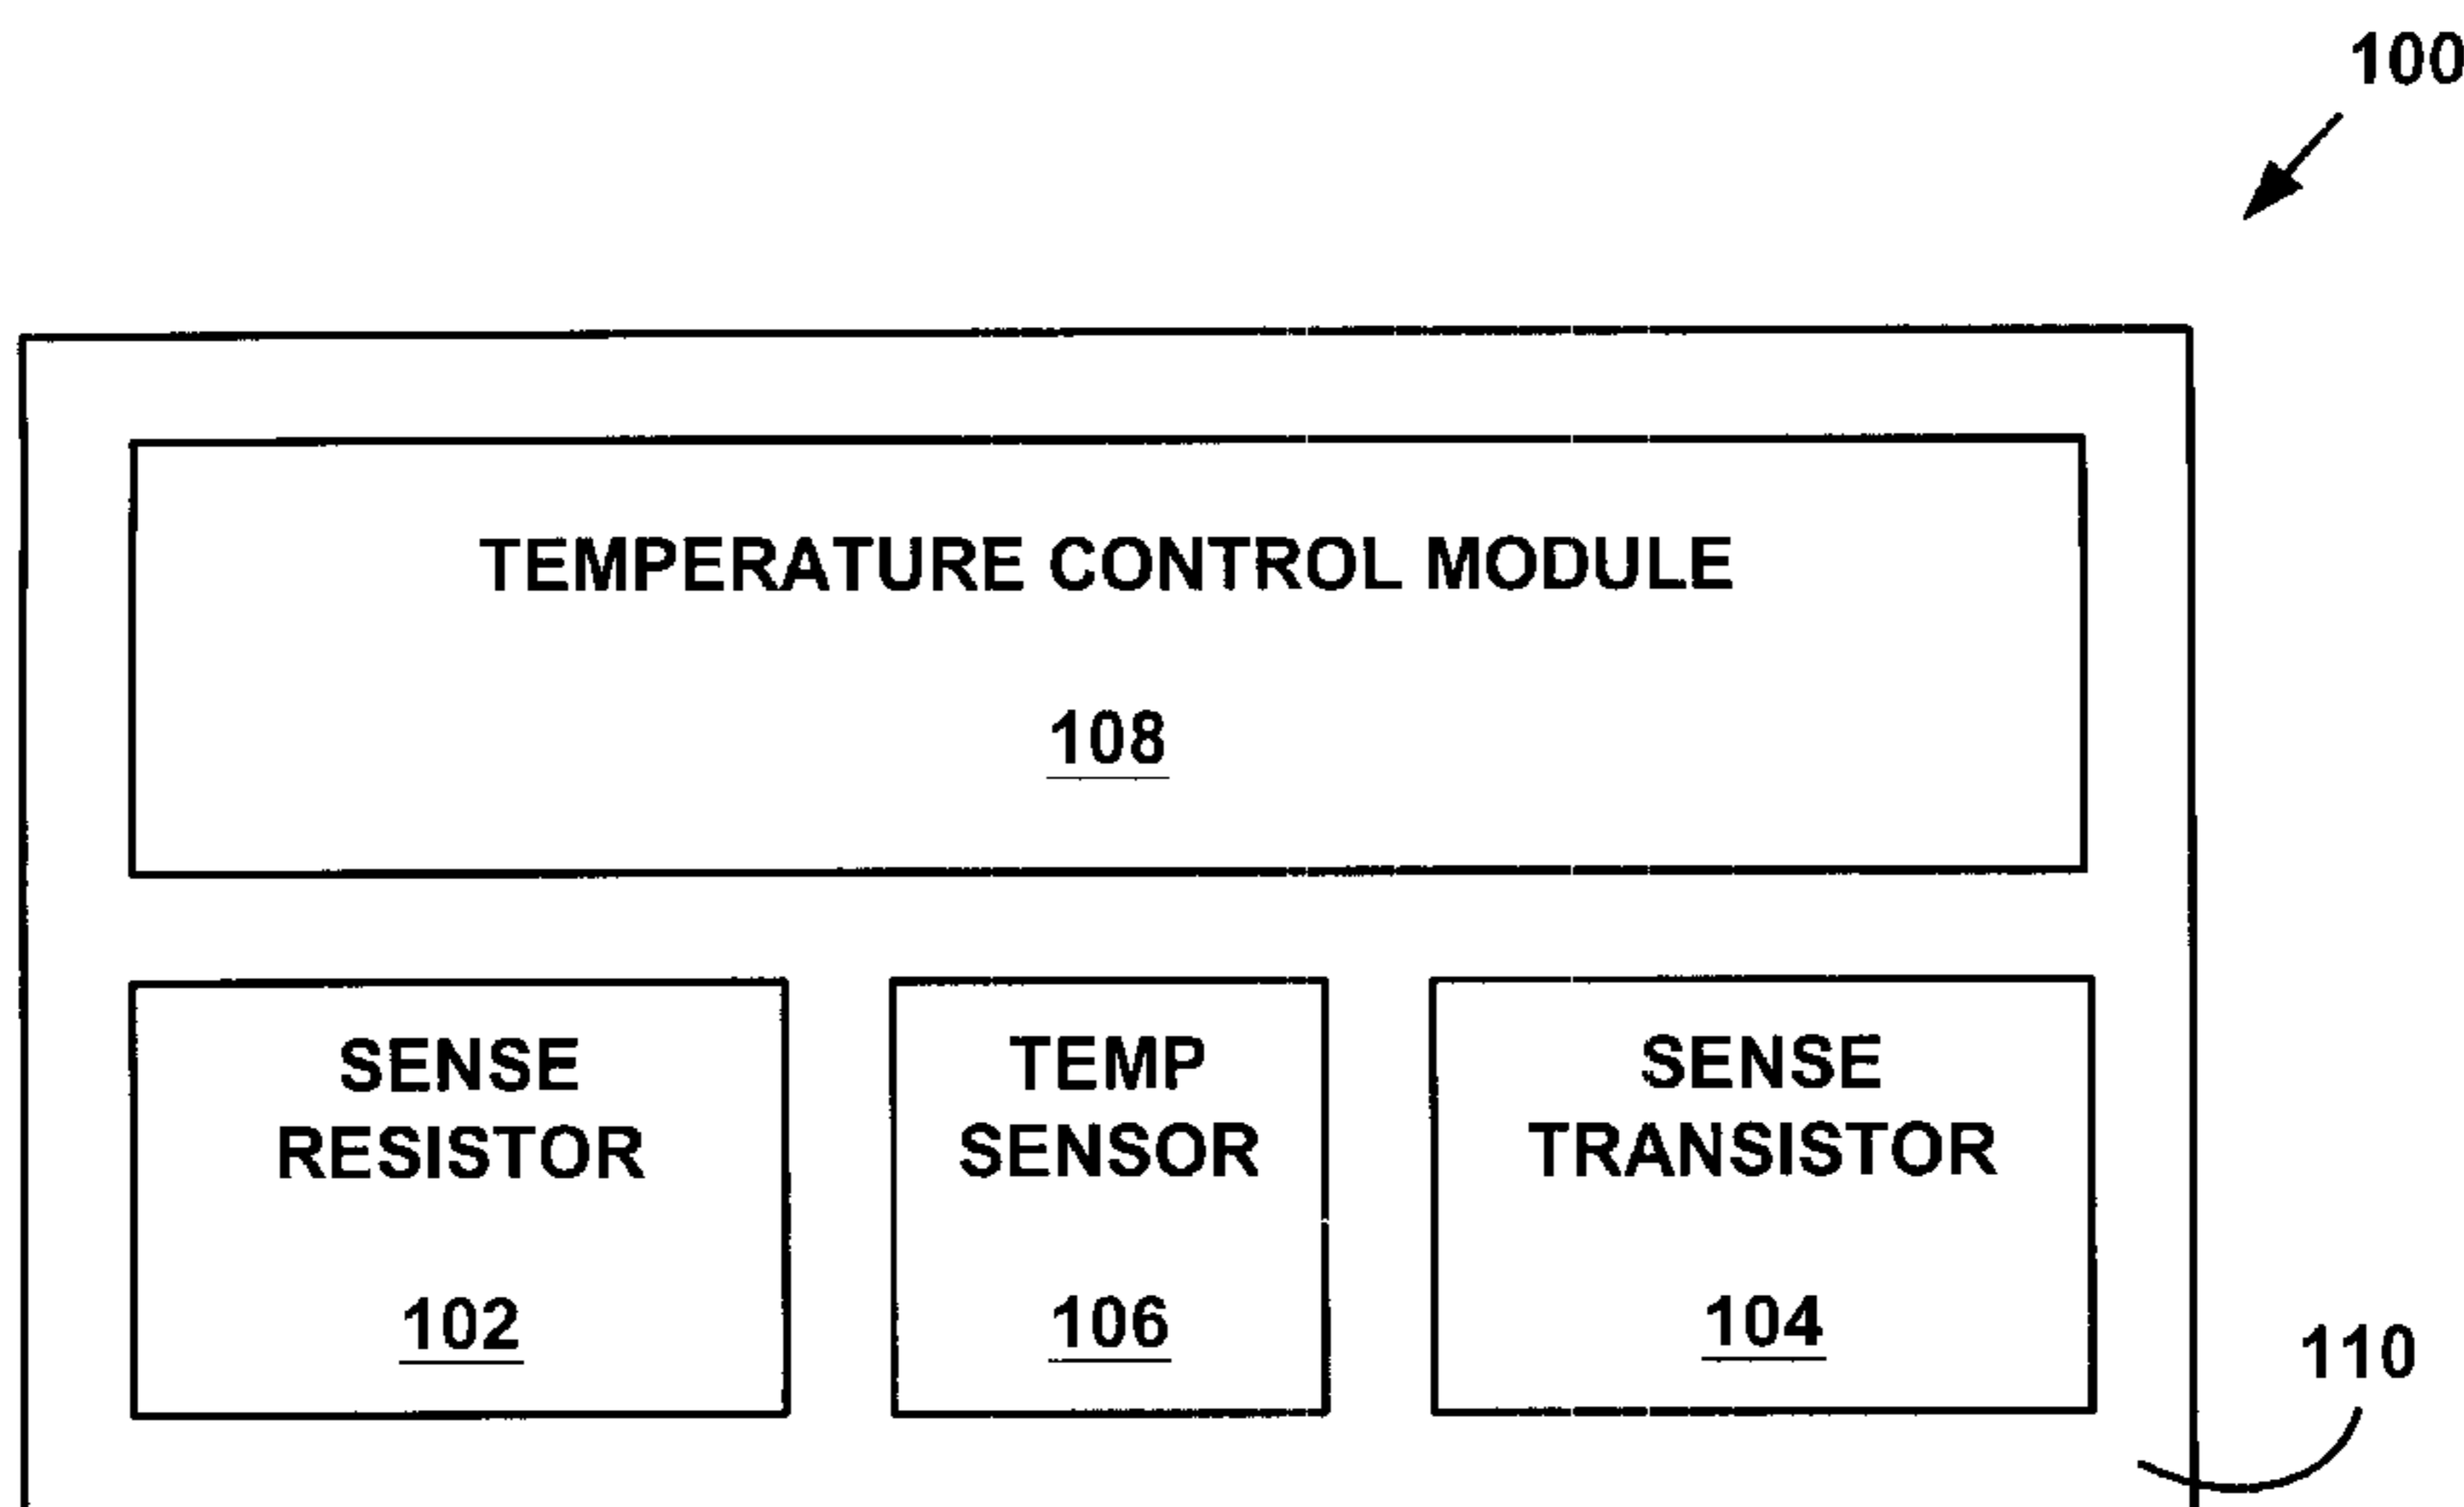 100
TEMPERATURE CONTROL MODULE
108
SENSE
RESISTOR
102
TEMP
SENSOR
106
SENSE
TRANSISTOR
104
110